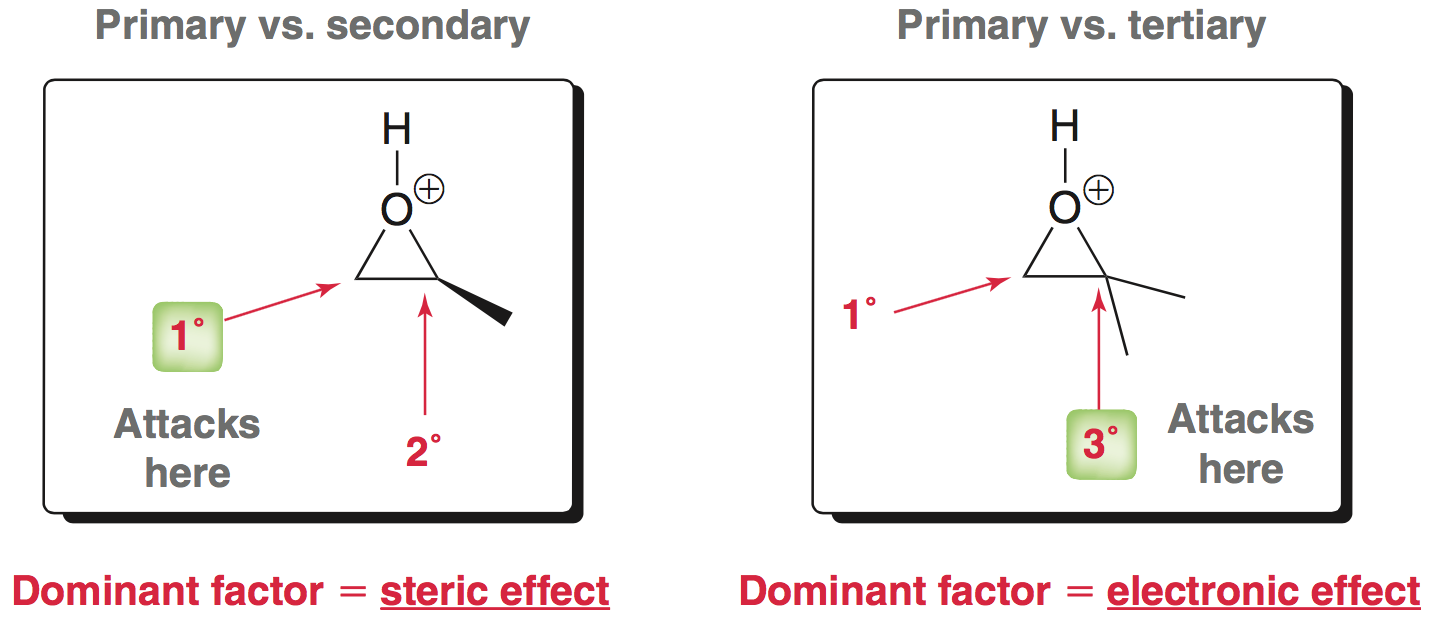 Primary vs. secondary
H
O⊕
1°
Attacks
here
2°
Dominant factor = steric effect
Primary vs. tertiary
H
O⊕
1°
3°
Attacks
here
Dominant factor = electronic effect